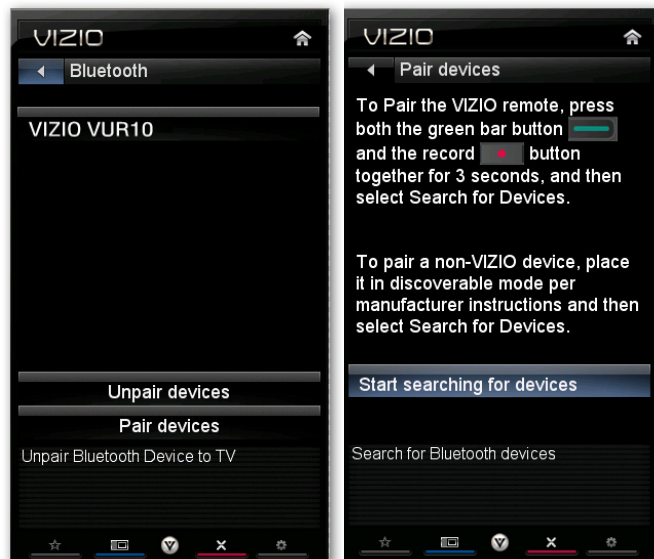 VIZIO
Bluetooth
VIZIO VUR10
Unpair devices
Pair devices
Unpair Bluetooth Device to TV
V
VIZIO
Pair devices
To Pair the VIZIO remote, press
both the green bar button
and the record button
together for 3 seconds, and then
select Search for Devices.
To pair a non-VIZIO device, place
it in discoverable mode per
manufacturer instructions and then
select Search for Devices.
Start searching for devices
Search for Bluetooth devices
V